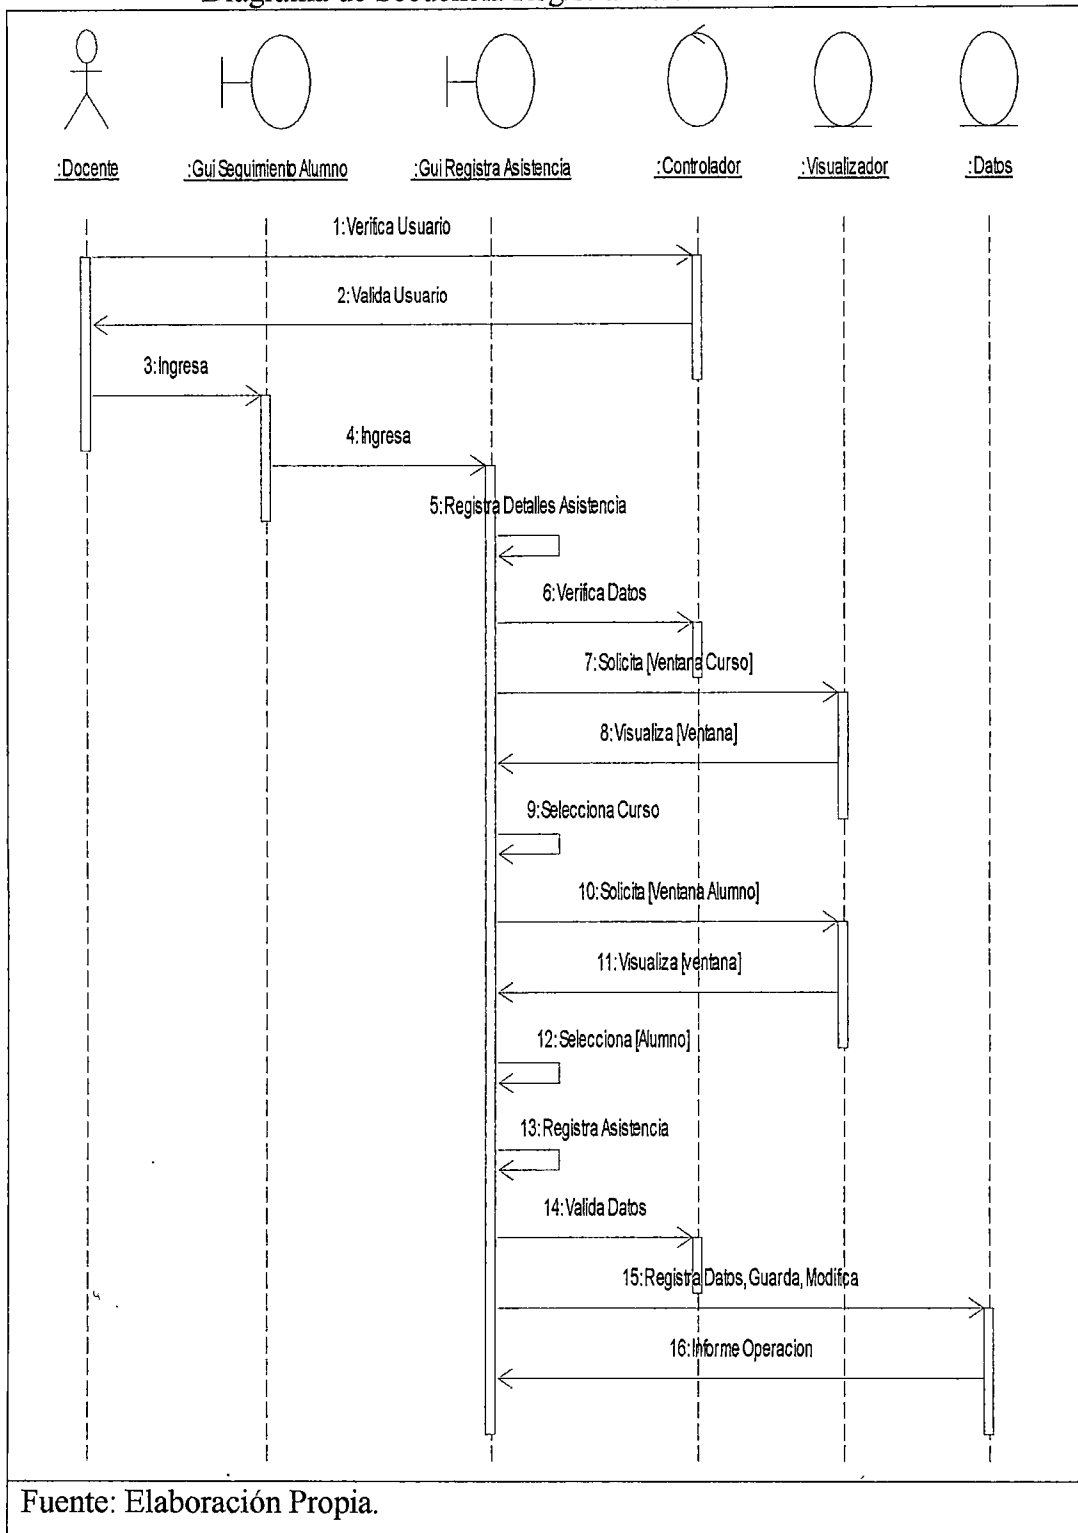 Diagrama de Secuencia
:Docente
:Gui Seguimiento Alumno
:Gui Registra Asistencia
:Controlador
:Visualizador
:Datos
1:Verifica Usuario
2:Valida Usuario
3:Ingresa
4:Ingresa
5:Registra Detalles Asistencia
6:Verifica Datos
7:Solicita [Ventana Curso]
8:Visualiza [Ventana]
9:Selecciona Curso
10:Solicita [Ventana Alumno]
11:Visualiza [ventana]
12:Selecciona [Alumno]
13:Registra Asistencia
14:Valida Datos
15:Registra Datos, Guarda, Modifica
16:Informe Operacion
Fuente: Elaboración Propia.